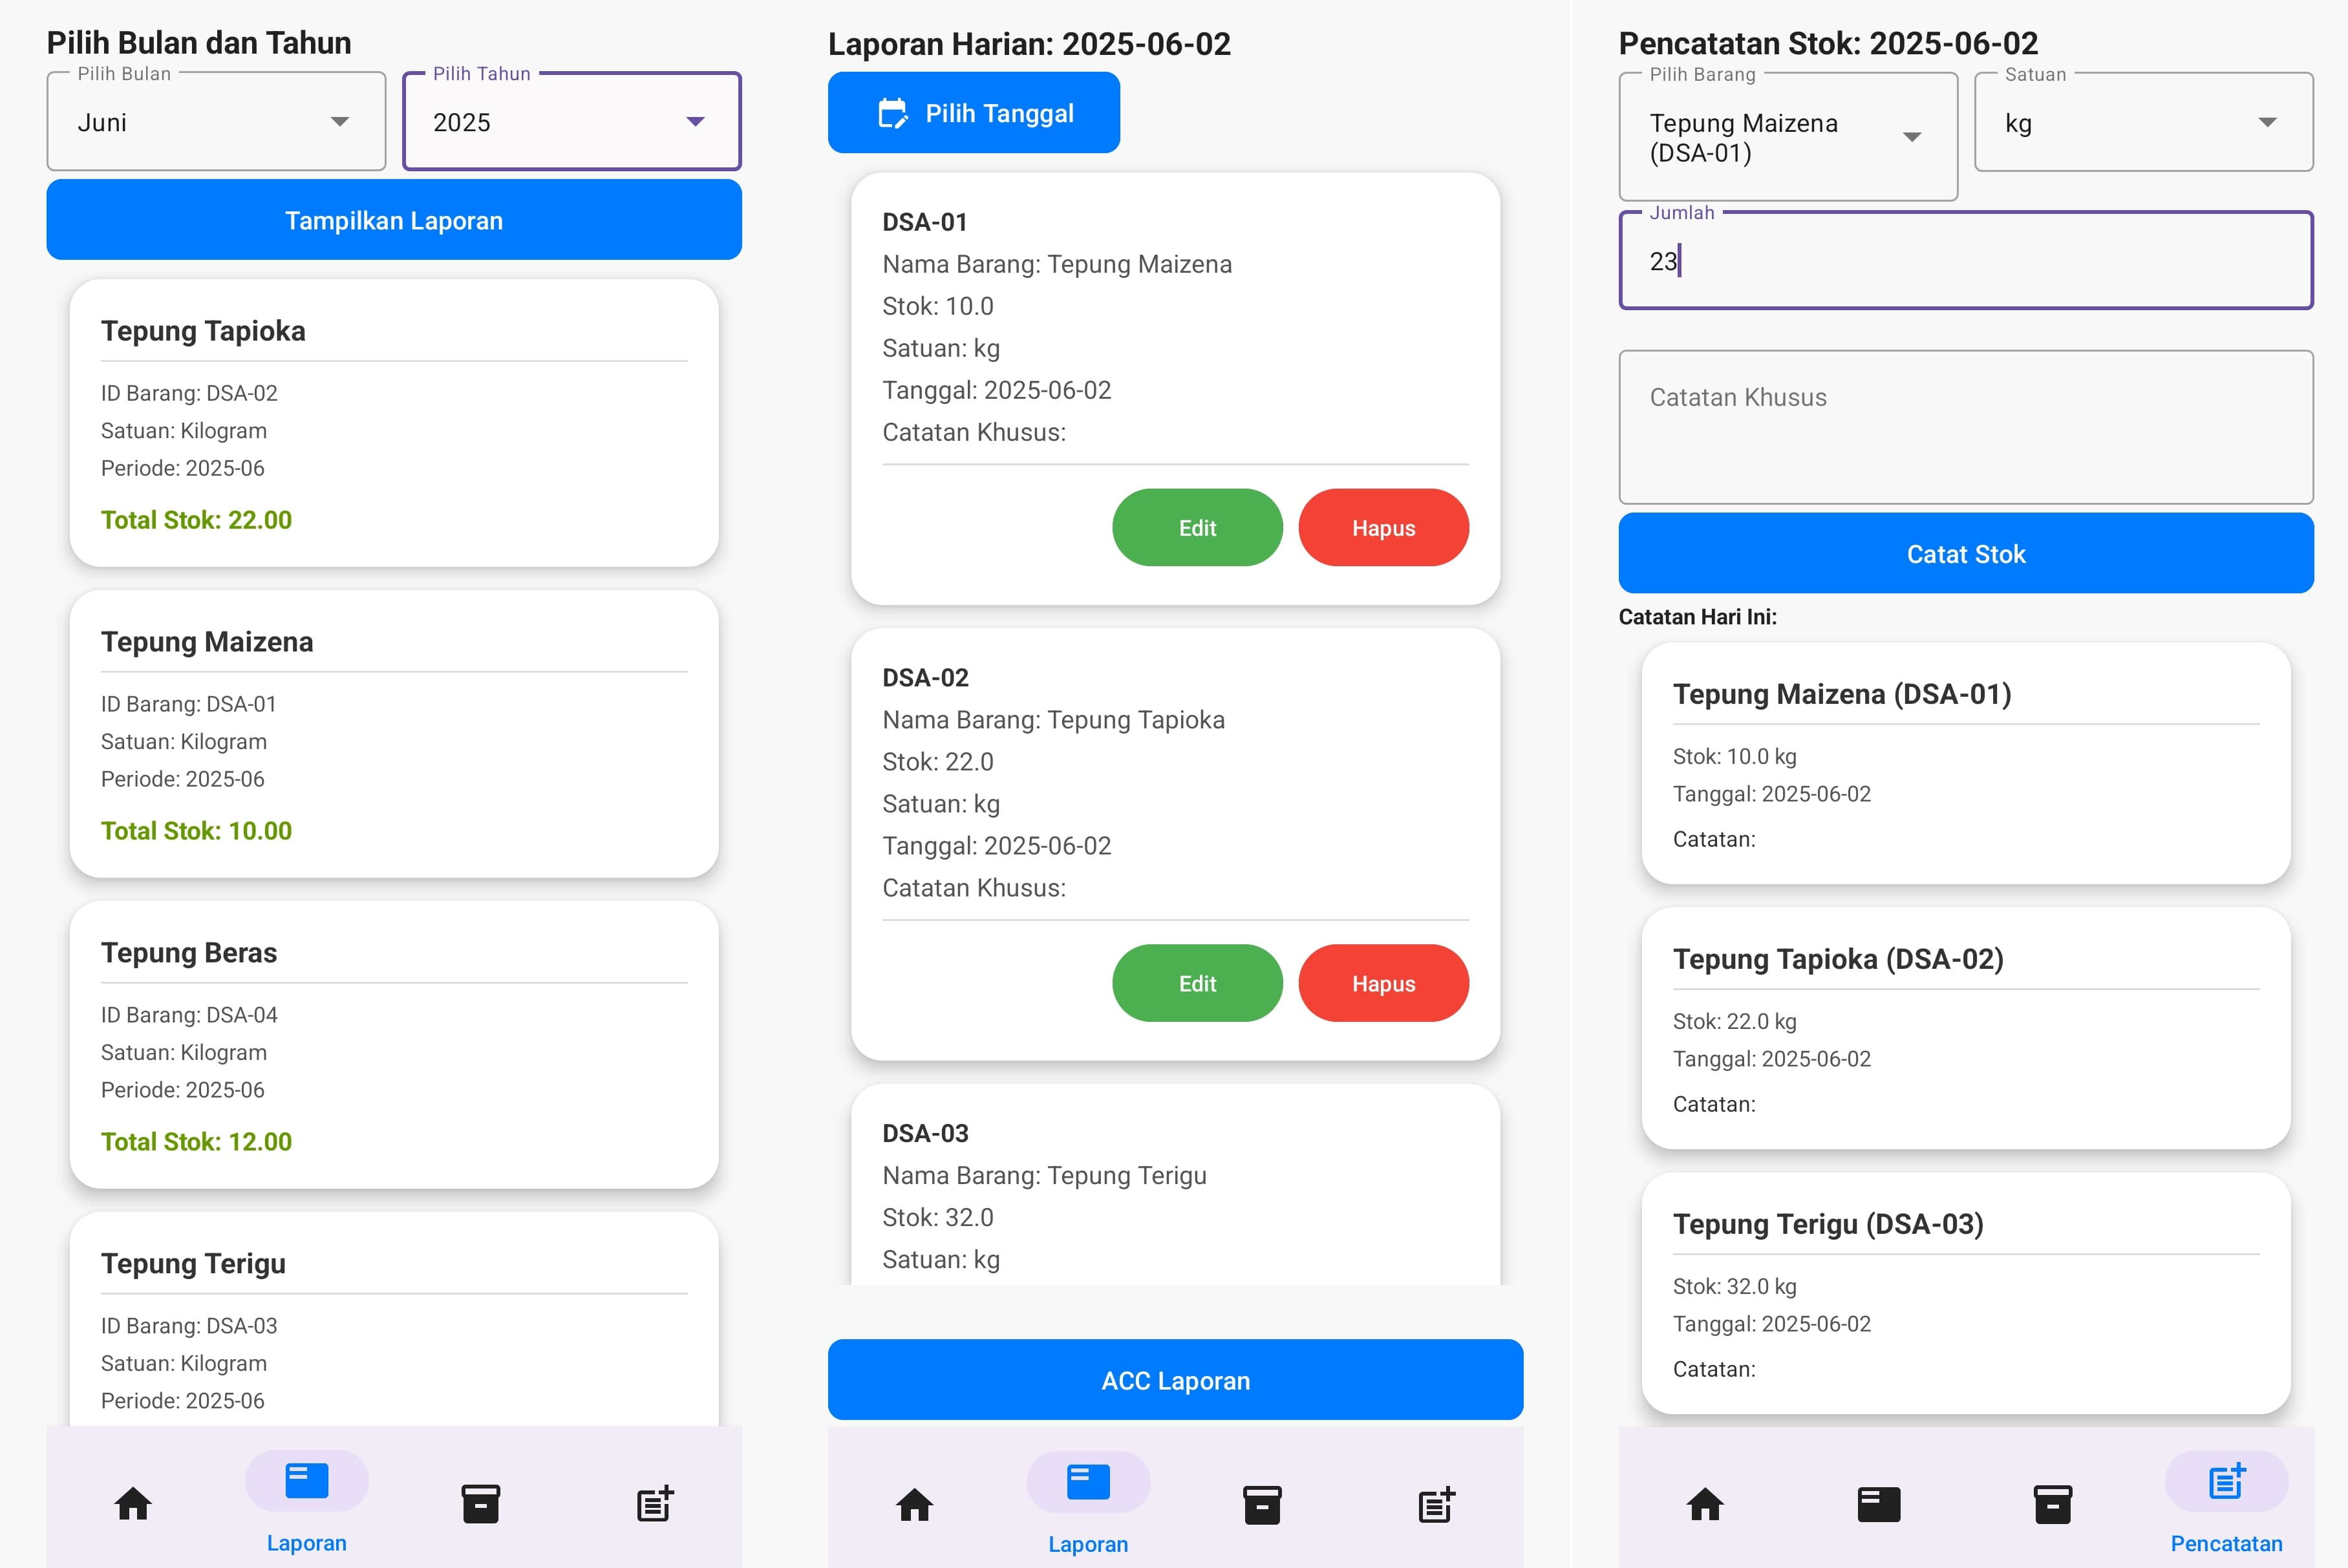 Pilih Bulan dan Tahun
Pilih Bulan
Juni
Pilih Tahun
2025
Tampilkan Laporan
Tepung Tapioka
ID Barang: DSA-02
Satuan: Kilogram
Periode: 2025-06
Total Stok: 22.00
Tepung Maizena
ID Barang: DSA-01
Satuan: Kilogram
Periode: 2025-06
Total Stok: 10.00
Tepung Beras
ID Barang: DSA-04
Satuan: Kilogram
Periode: 2025-06
Total Stok: 12.00
Tepung Terigu
ID Barang: DSA-03
Satuan: Kilogram
Periode: 2025-06
Laporan
Laporan Harian: 2025-06-02
Pilih Tanggal
DSA-01
Nama Barang: Tepung Maizena
Stok: 10.0
Satuan: kg
Tanggal: 2025-06-02
Catatan Khusus:
Edit
Hapus
DSA-02
Nama Barang: Tepung Tapioka
Stok: 22.0
Satuan: kg
Tanggal: 2025-06-02
Catatan Khusus:
Edit
Hapus
DSA-03
Nama Barang: Tepung Terigu
Stok: 32.0
Satuan: kg
ACC Laporan
Laporan
Pencatatan Stok: 2025-06-02
Pilih Barang
Tepung Maizena
(DSA-01)
Satuan
kg
Jumlah
23
Catatan Khusus
Catat Stok
Catatan Hari Ini:
Tepung Maizena (DSA-01)
Stok: 10.0 kg
Tanggal: 2025-06-02
Catatan:
Tepung Tapioka (DSA-02)
Stok: 22.0 kg
Tanggal: 2025-06-02
Catatan:
Tepung Terigu (DSA-03)
Stok: 32.0 kg
Tanggal: 2025-06-02
Catatan:
Pencatatan